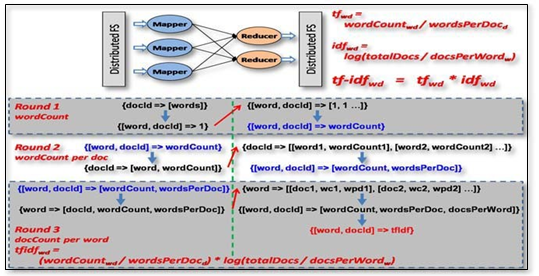 Distributed FS
Mapper
Mapper
Mapper
Reducer
Reducer
Distributed FS
tfwd =
wordCountwd / wordsPerDocd
idfwd =
log(totalDocs / docsPerWordw)
tf-idfwd = tfwd * idfwd
Round 1
wordCount
{docId => [words]}
{[word, docId] => 1}
{[word, docId] => [1, 1 ...]}
{[word, docId] => wordCount}
Round 2
wordCount per doc
{[word, docId] => wordCount}
{docId => [word, wordCount]}
{docId => [[word1, wordCount1], [word2, wordCount2] ...]}
{[word, docId] => [wordCount, wordsPerDoc]}
{[word, docId] => [wordCount, wordsPerDoc]}
{word => [docId, wordCount, wordsPerDoc]}
{word => [[doc1, wc1, wpd1], [doc2, wc2, wpd2] ...]}
{[word, docId] => [wordCount, wordsPerDoc, docsPerWord]}
{[word, docId] => tfidf}
Round 3
docCount per word
tfidfwd =
(wordCountwd / wordsPerDocd) * log(totalDocs / docsPerWordw)